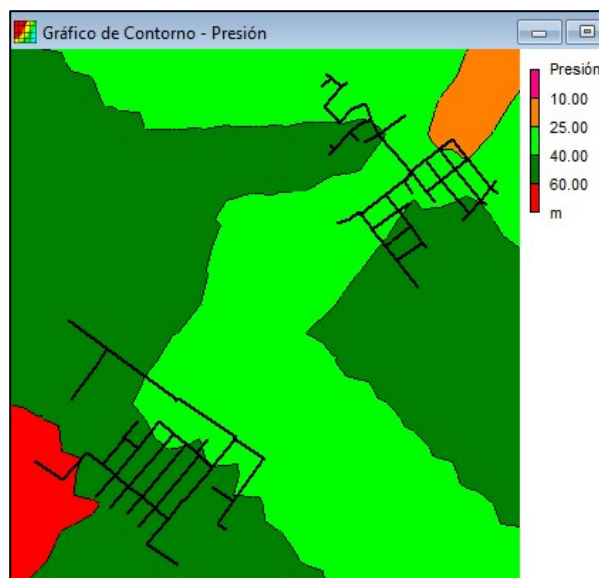 Gráfico de Contorno - Presión
Presión
10.00
25.00
40.00
60.00
m